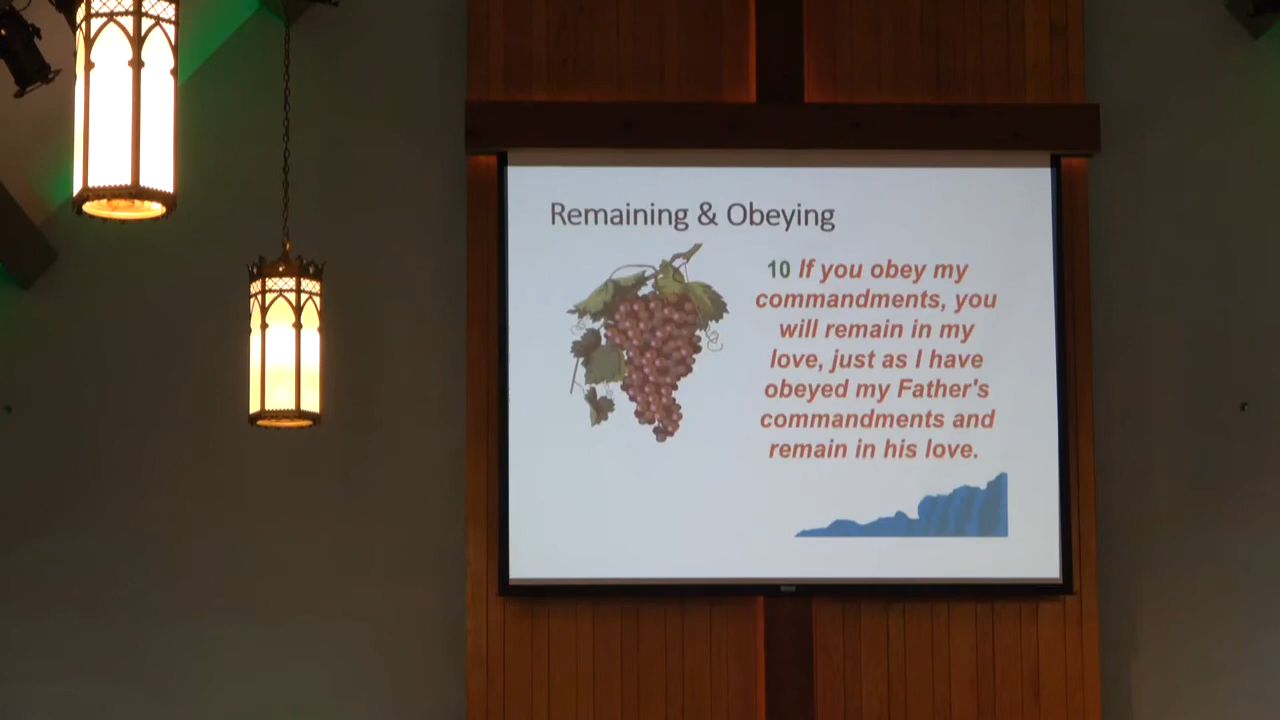 Remaining & Obeying
10 If you obey my
commandments, you
will remain in my
love, just as I have
obeyed my Father's
commandments and
remain in his love.